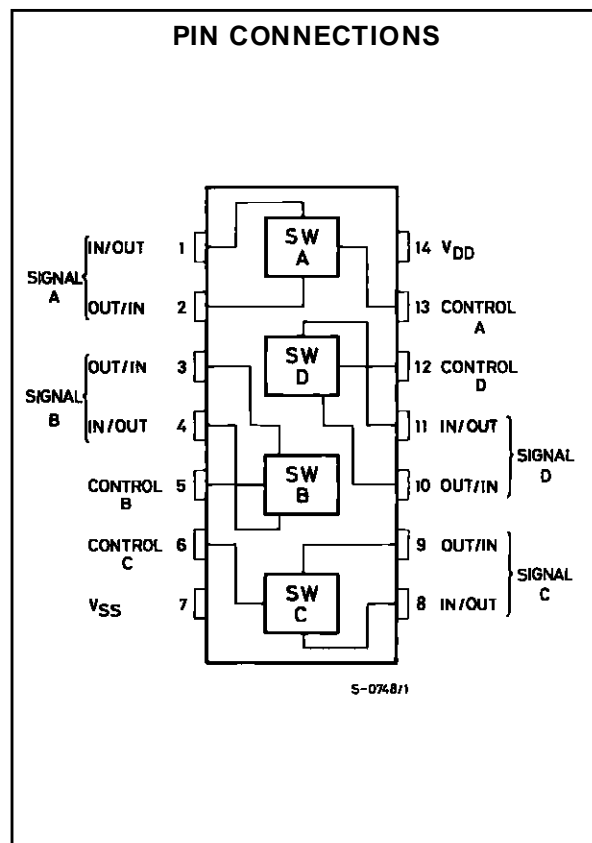 PIN CONNECTIONS
SIGNAL
A
IN/OUT 1
OUT/IN 2
SIGNAL
B
OUT/IN 3
IN/OUT 4
CONTROL
B
5
CONTROL
C
6
VSS 7
SW
A
SW
D
SW
B
SW
C
14 VDD
13 CONTROL
A
12 CONTROL
D
11 IN/OUT
10 OUT/IN
SIGNAL
D
9 OUT/IN
8 IN/OUT
SIGNAL
C
S-0748/1